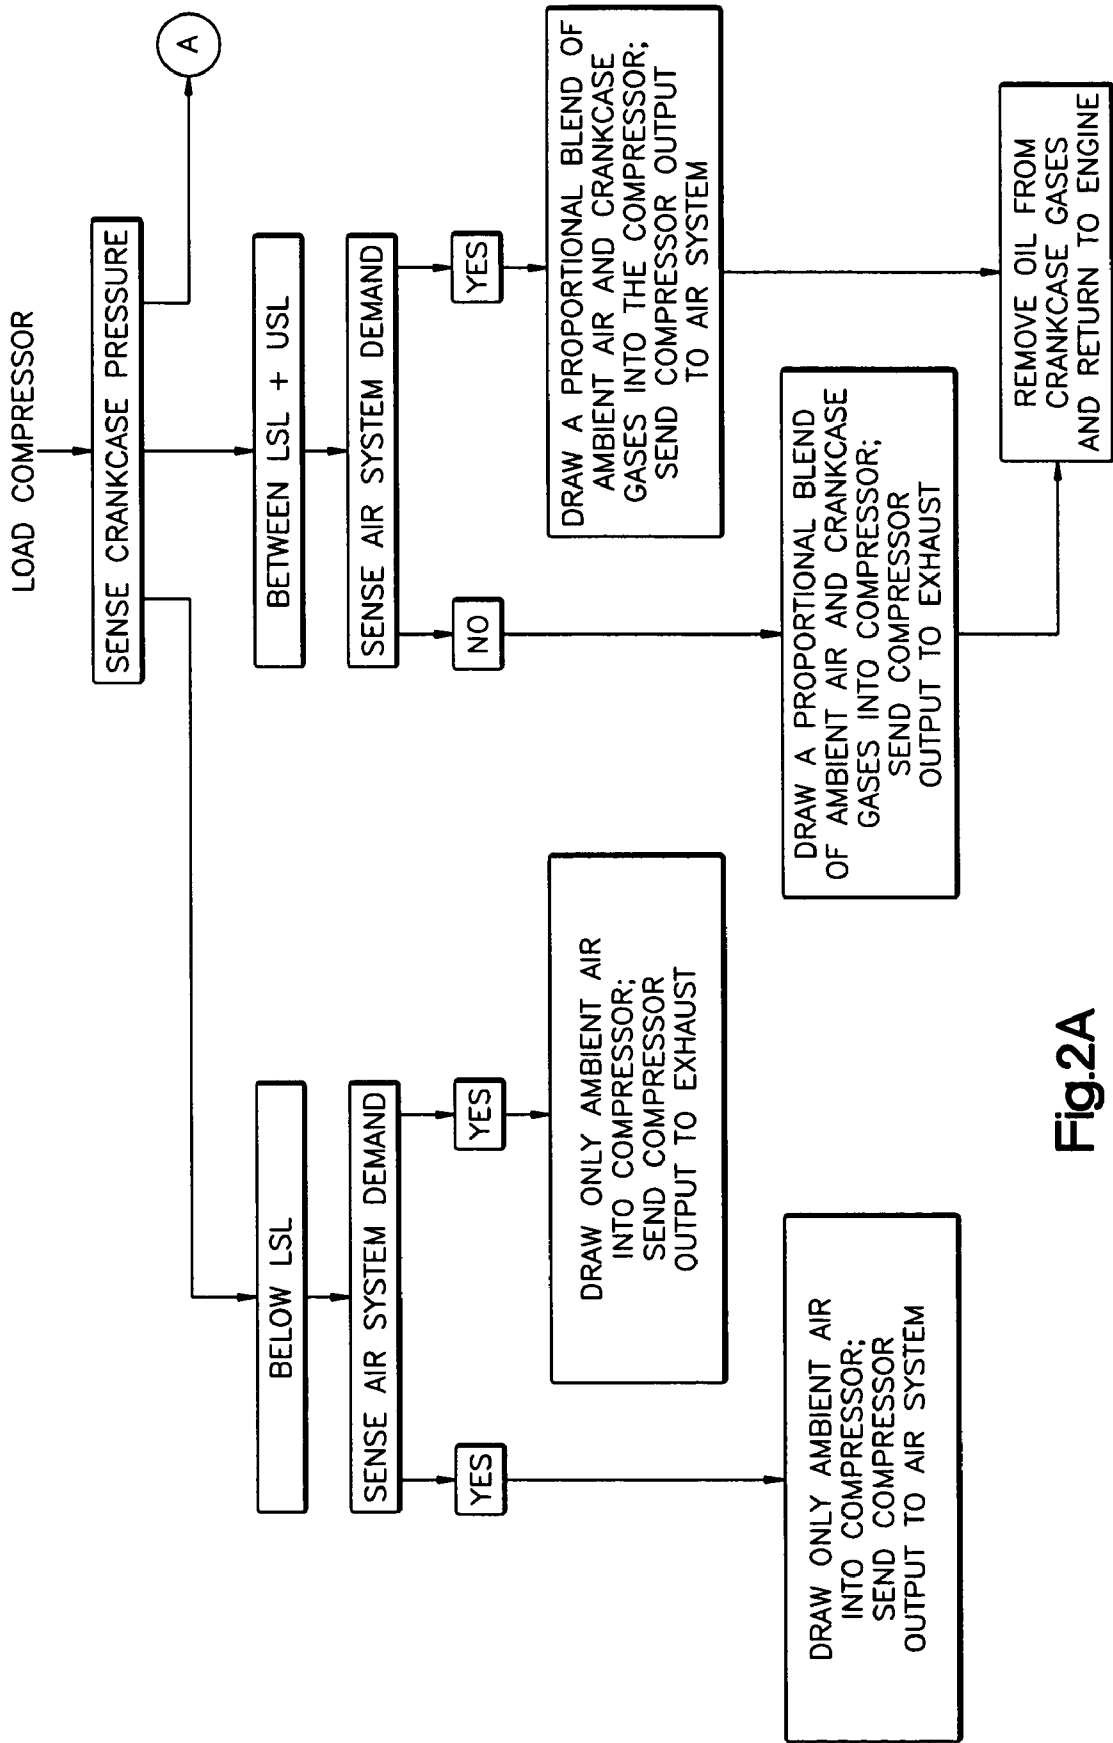 LOAD COMPRESSOR
SENSE CRANKCASE PRESSURE
A
BELOW LSL
SENSE AIR SYSTEM DEMAND
YES
YES
DRAW ONLY AMBIENT AIR
INTO COMPRESSOR;
SEND COMPRESSOR
OUTPUT TO AIR SYSTEM
DRAW ONLY AMBIENT AIR
INTO COMPRESSOR;
SEND COMPRESSOR
OUTPUT TO EXHAUST
BETWEEN LSL + USL
SENSE AIR SYSTEM DEMAND
NO
YES
DRAW A PROPORTIONAL BLEND
OF AMBIENT AIR AND CRANKCASE
GASES INTO COMPRESSOR;
SEND COMPRESSOR
OUTPUT TO EXHAUST
DRAW A PROPORTIONAL BLEND OF
AMBIENT AIR AND CRANKCASE
GASES INTO THE COMPRESSOR;
SEND COMPRESSOR OUTPUT
TO AIR SYSTEM
REMOVE OIL FROM
CRANKCASE GASES
AND RETURN TO ENGINE
Fig.2A